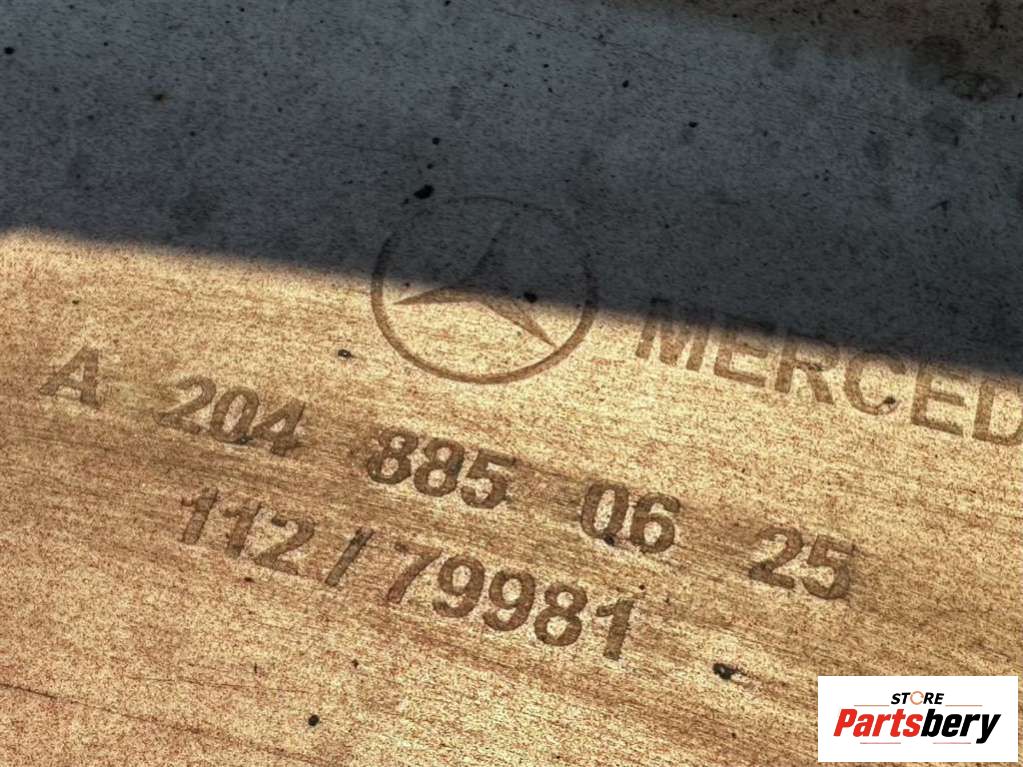 MERCED
A 204 885 06 25
112 / 79981
STORE
Partsbery